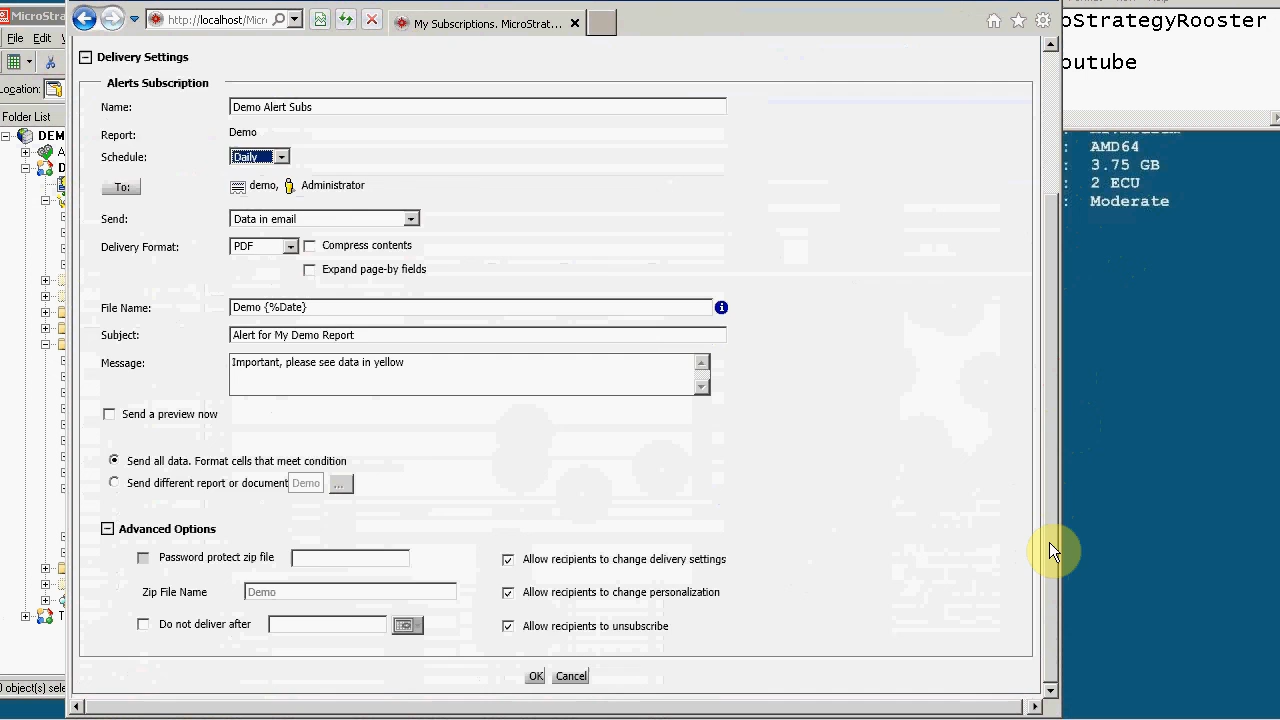 MicroStra
http://localhost/Micr
My Subscriptions. MicroStrat...
oStrategyRooster
File Edit
outube
Location:
Folder List
DEM
Delivery Settings
Alerts Subscription
Name: Demo Alert Subs
Report: Demo
Schedule: Daily
To: demo, Administrator
Send: Data in email
Delivery Format: PDF Compress contents
Expand page-by fields
File Name: Demo {%Date}
Subject: Alert for My Demo Report
Message: Important, please see data in yellow
Send a preview now
Send all data. Format cells that meet condition
Send different report or document Demo ...
Advanced Options
Password protect zip file Allow recipients to change delivery settings
Zip File Name Demo Allow recipients to change personalization
Do not deliver after Allow recipients to unsubscribe
OK Cancel
: AMD64
: 3.75 GB
: 2 ECU
: Moderate
0 object(s) sele